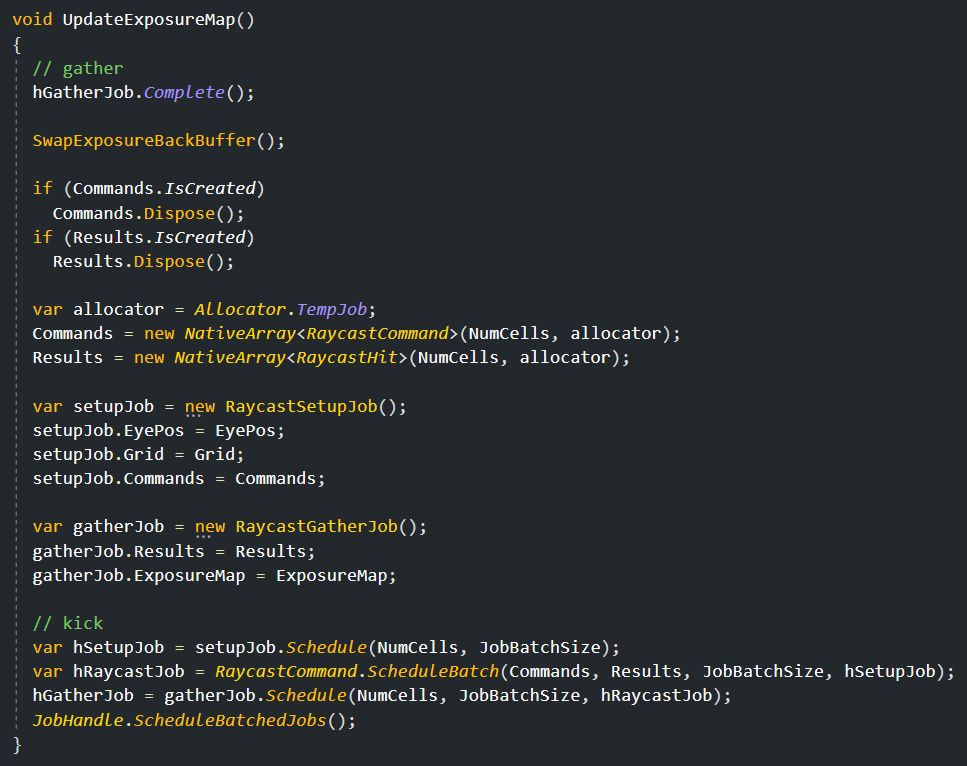 void UpdateExposureMap()
{
  // gather
  hGatherJob.Complete();

  SwapExposureBackBuffer();

  if (Commands.IsCreated)
    Commands.Dispose();
  if (Results.IsCreated)
    Results.Dispose();

  var allocator = Allocator.TempJob;
  Commands = new NativeArray<RaycastCommand>(NumCells, allocator);
  Results = new NativeArray<RaycastHit>(NumCells, allocator);

  var setupJob = new RaycastSetupJob();
  setupJob.EyePos = EyePos;
  setupJob.Grid = Grid;
  setupJob.Commands = Commands;

  var gatherJob = new RaycastGatherJob();
  gatherJob.Results = Results;
  gatherJob.ExposureMap = ExposureMap;

  // kick
  var hSetupJob = setupJob.Schedule(NumCells, JobBatchSize);
  var hRaycastJob = RaycastCommand.ScheduleBatch(Commands, Results, JobBatchSize, hSetupJob);
  hGatherJob = gatherJob.Schedule(NumCells, JobBatchSize, hRaycastJob);
  JobHandle.ScheduleBatchedJobs();
}